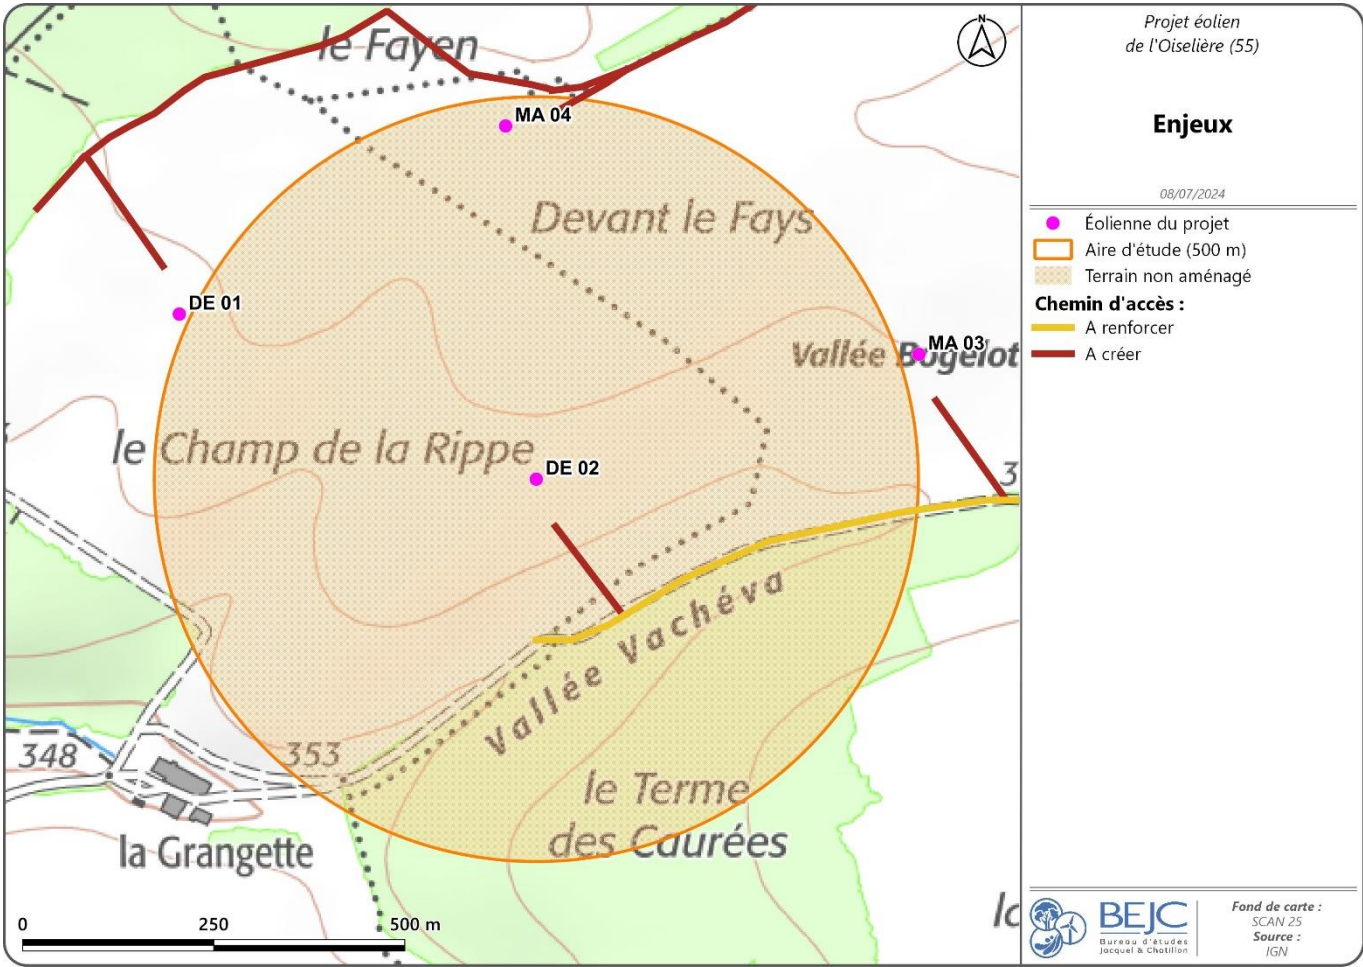 le Fayen
MA 04
Devant le Fays
DE 01
MA 03
Vallée Bugelot
le Champ de la Rippe
DE 02
3
Vallée Vachéva
353
348
le Terme
des Caurées
la Grangette
0 250 500 m
N
Projet éolien
de l'Oiselière (55)
Enjeux
08/07/2024
Éolienne du projet
Aire d'étude (500 m)
Terrain non aménagé
Chemin d'accès :
A renforcer
A créer
BEJC
Bureau d'études
Jacquel & Chatillon
Fond de carte :
SCAN 25
Source :
IGN